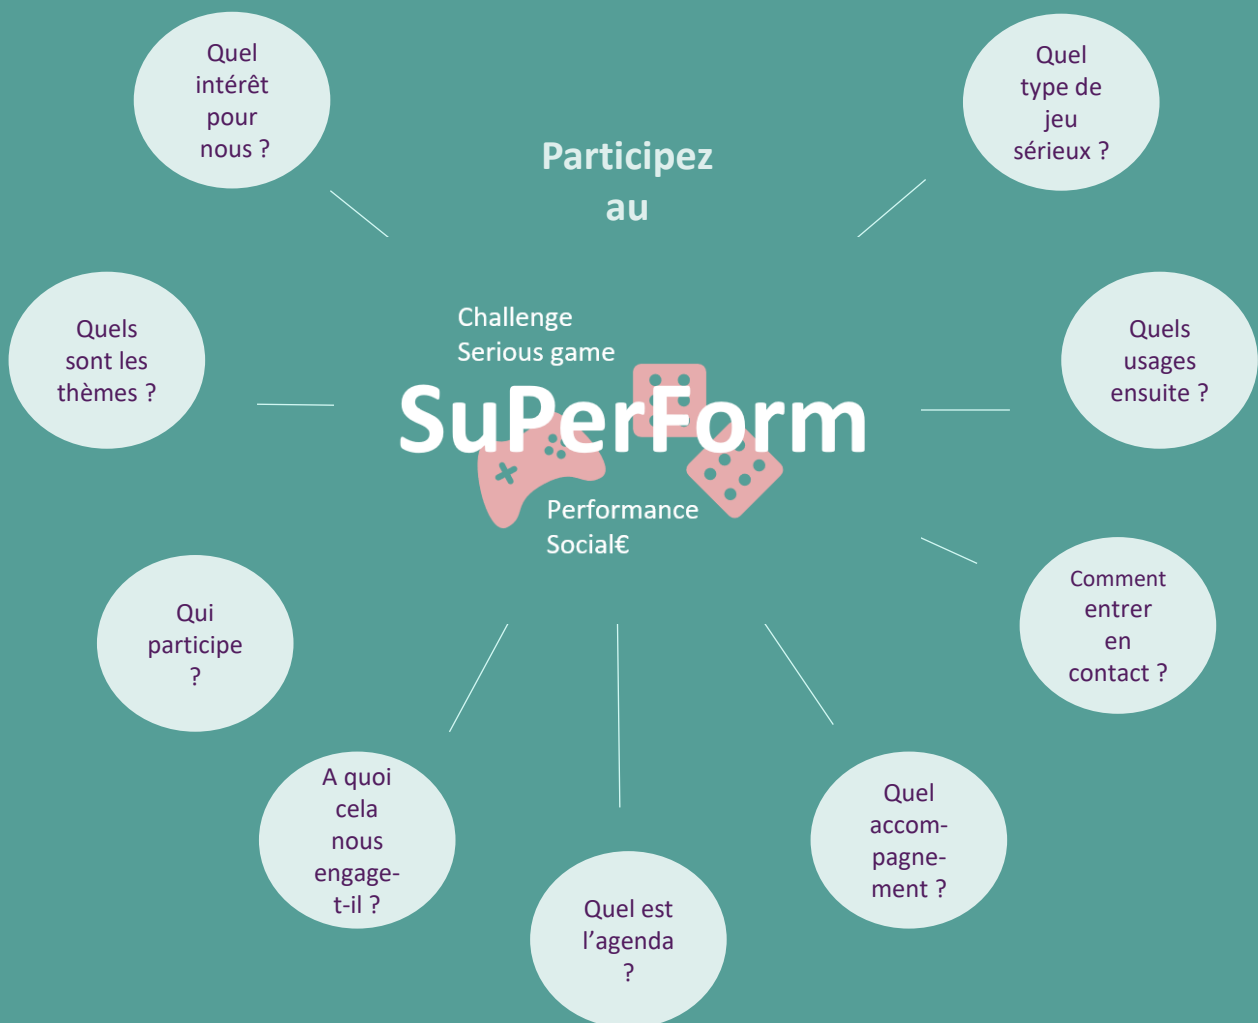 Participez
au
Challenge
Serious game
SuPerForm
Performance
Social€
Quel
intérêt
pour
nous ?
Quel
type de
jeu
sérieux ?
Quels
sont les
thèmes ?
Quels
usages
ensuite ?
Qui
participe
?
Comment
entrer
en
contact ?
A quoi
cela
nous
engage-
t-il ?
Quel
accom-
pagne-
ment ?
Quel est
l’agenda
?